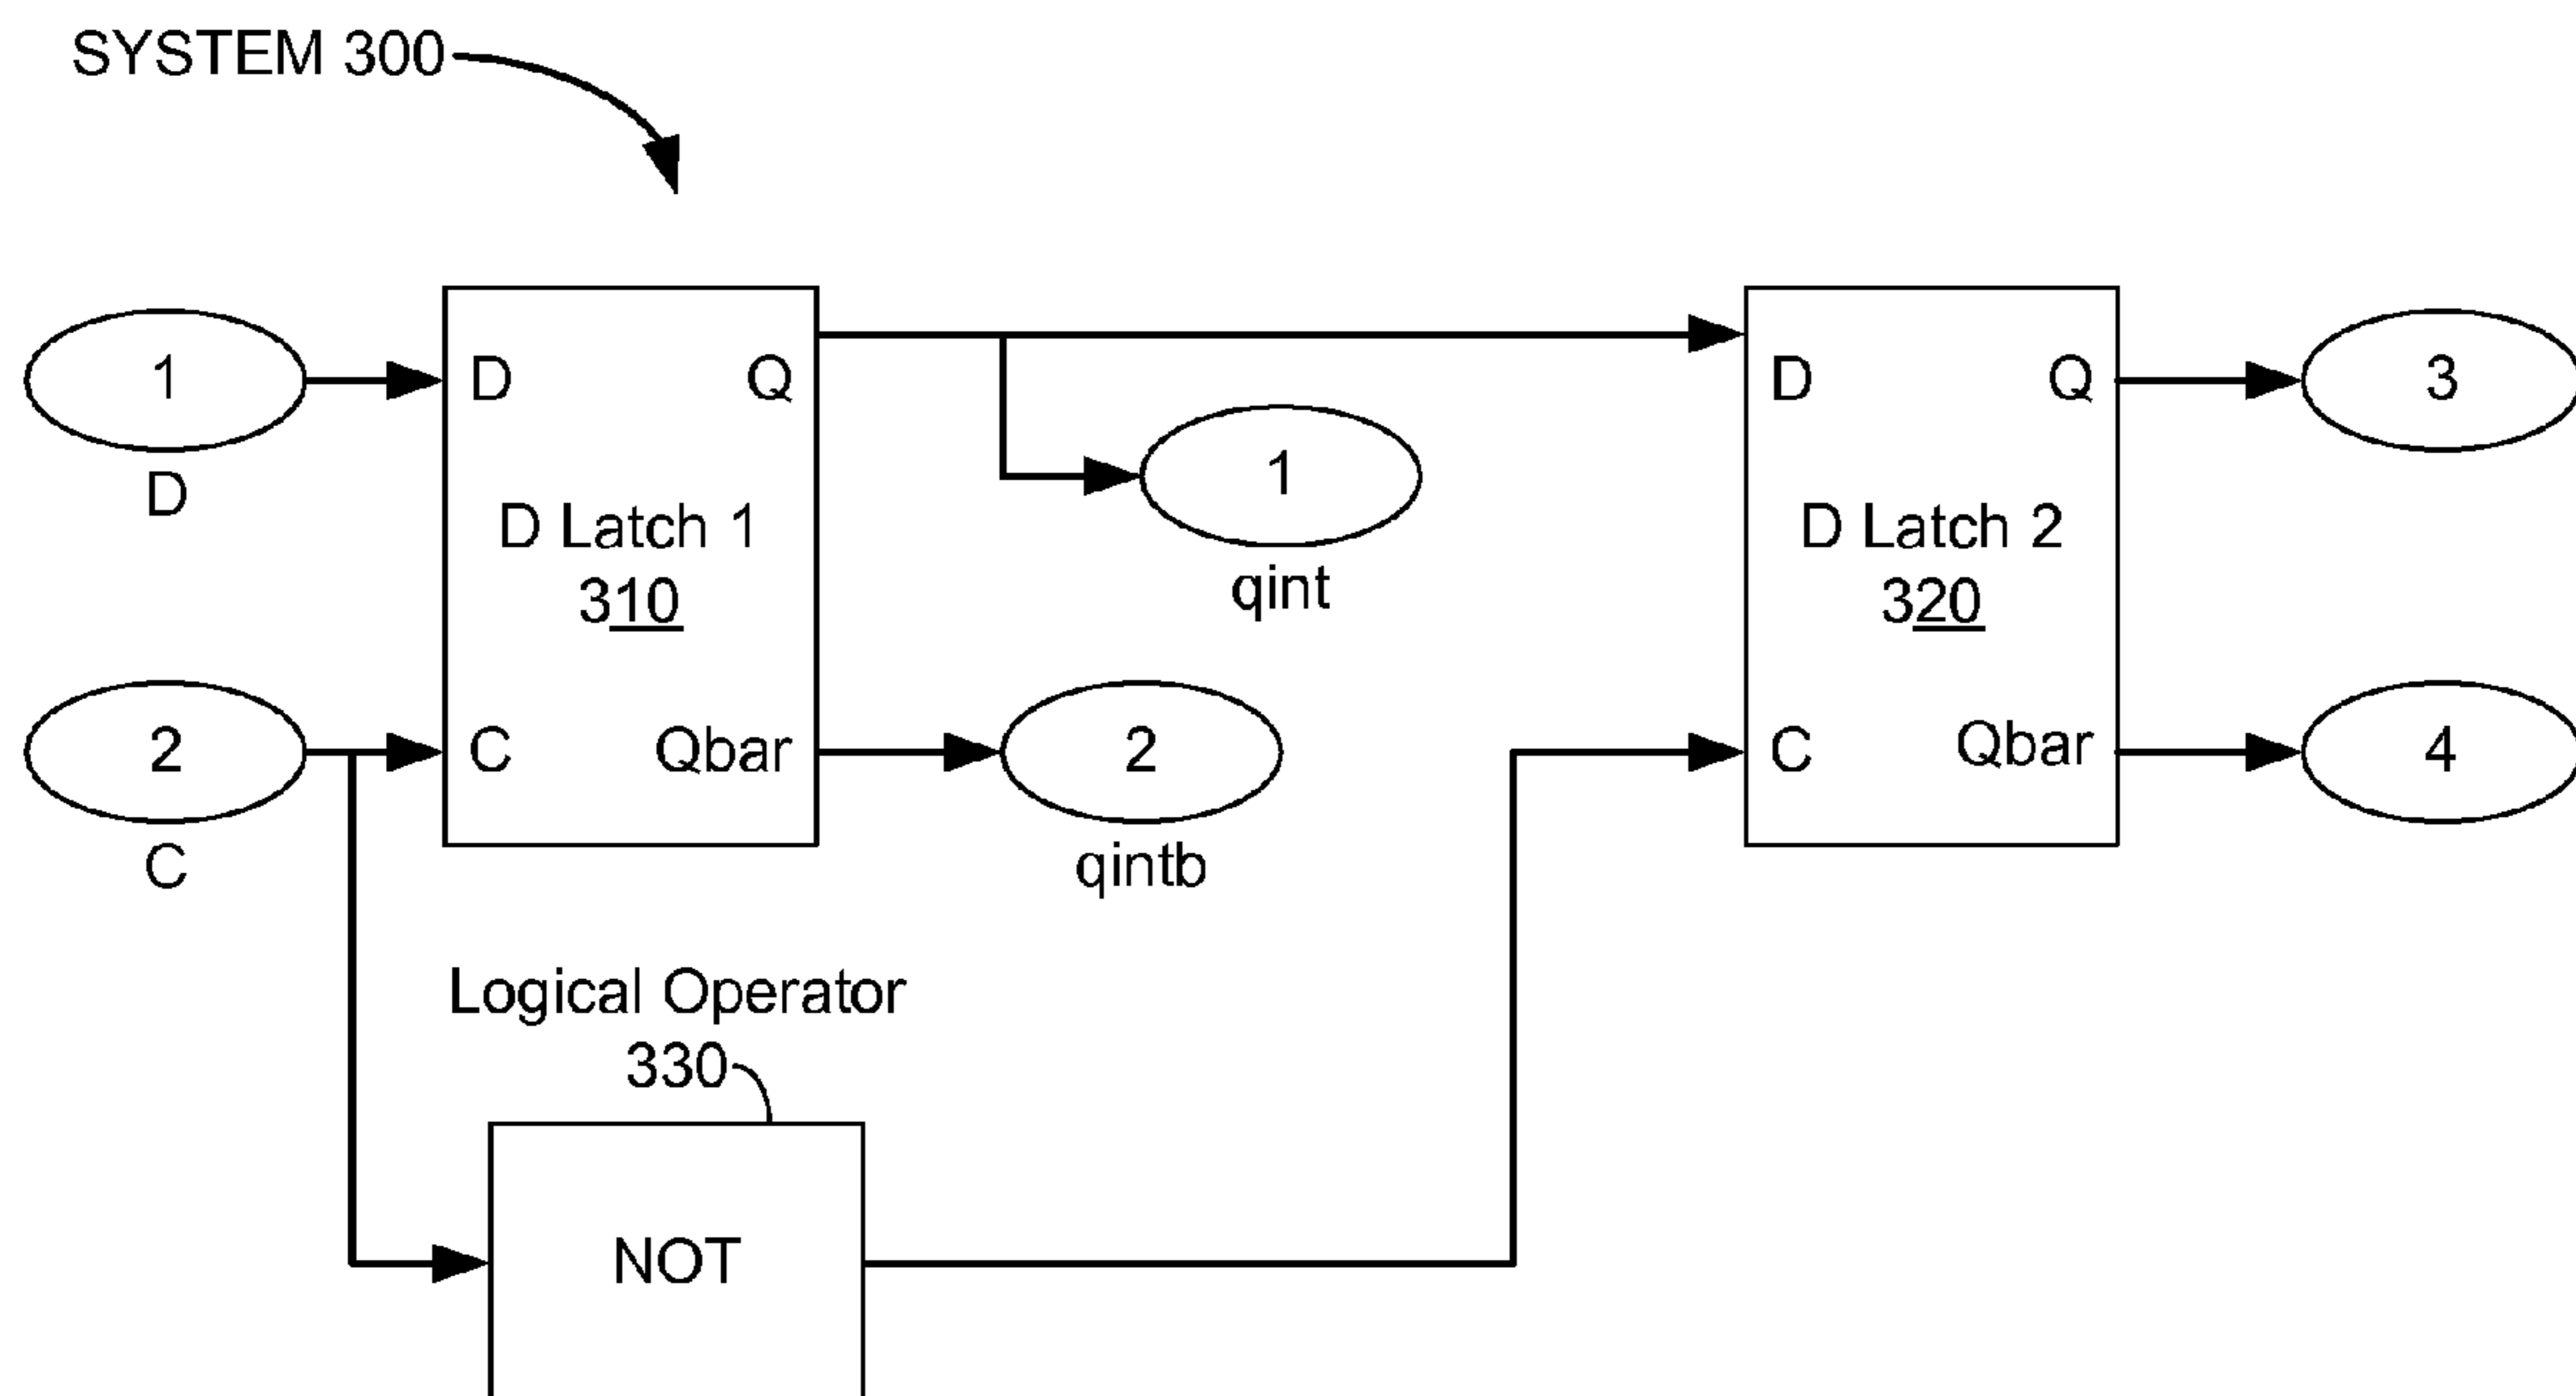 SYSTEM 300
1
D
D
Q
D Latch 1
310
2
C
C
Qbar
1
qint
2
qintb
D
Q
D Latch 2
320
C
Qbar
3
4
Logical Operator
330
NOT